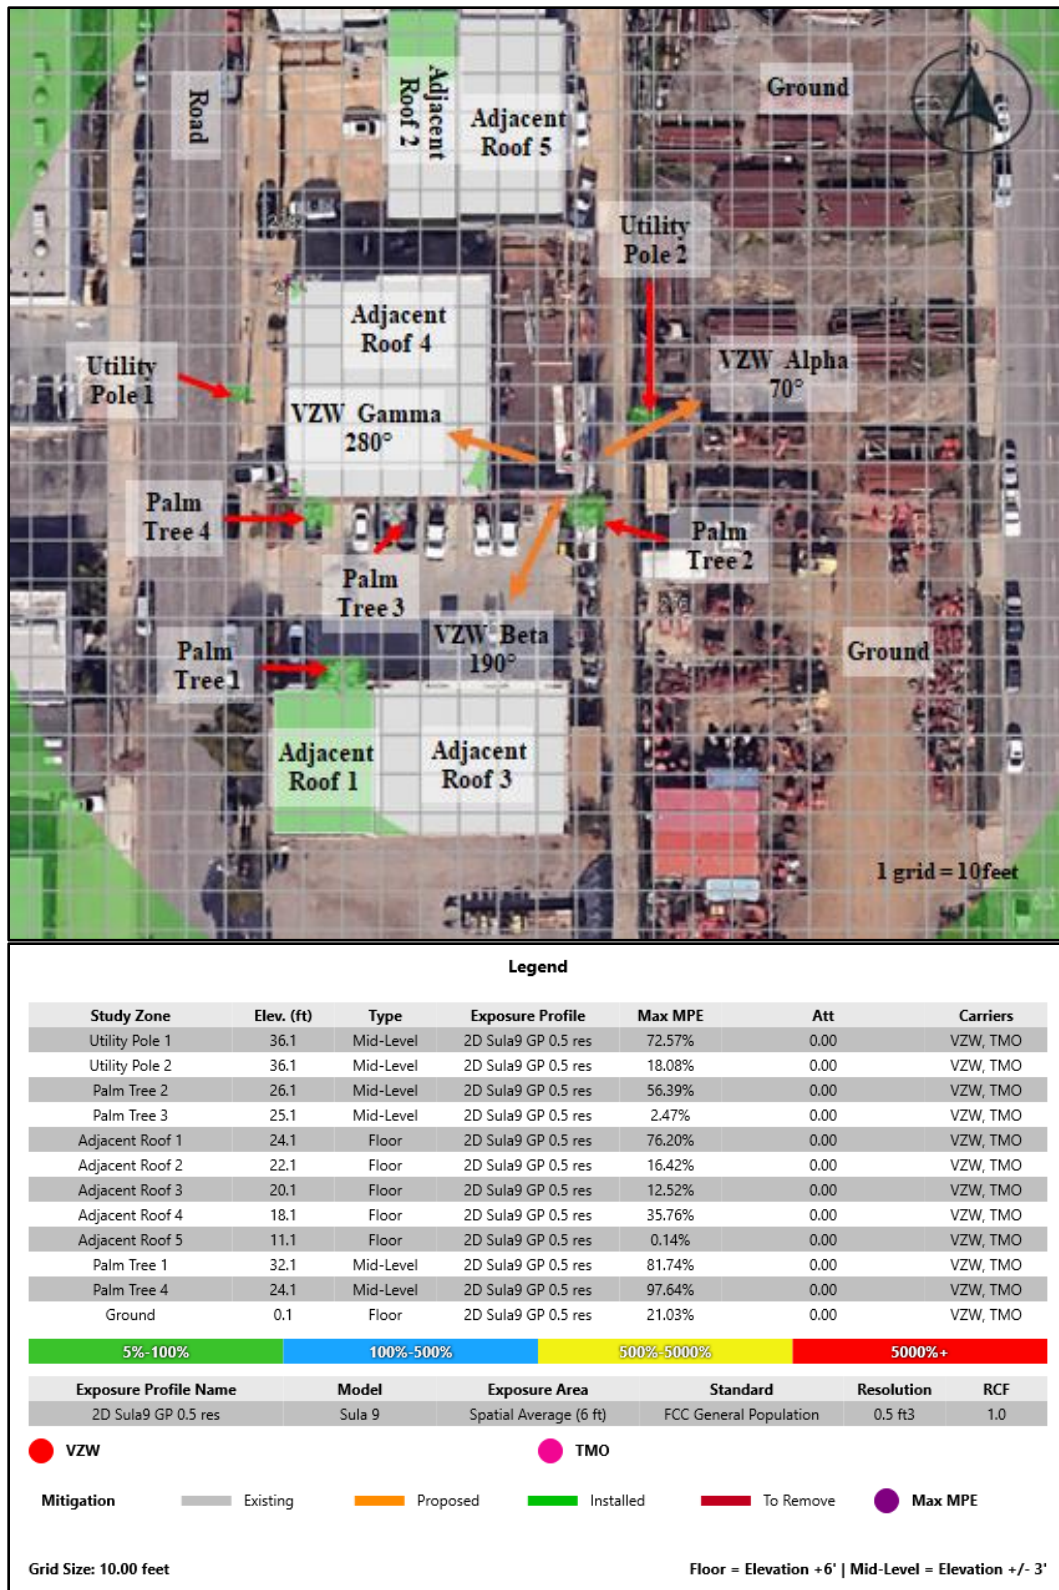 N
Road
Adjacent
Roof 2
Adjacent
Roof 5
Ground
Utility
Pole 2
Adjacent
Roof 4
Utility
Pole 1
VZW Alpha
70°
VZW Gamma
280°
Palm
Tree 4
Palm
Tree 3
Palm
Tree 2
Palm
Tree 1
VZW Beta
190°
Ground
Adjacent
Roof 1
Adjacent
Roof 3
1 grid = 10feet
Legend
Study Zone Elev. (ft) Type Exposure Profile Max MPE Att Carriers
Utility Pole 1 36.1 Mid-Level 2D Sula9 GP 0.5 res 72.57% 0.00 VZW, TMO
Utility Pole 2 36.1 Mid-Level 2D Sula9 GP 0.5 res 18.08% 0.00 VZW, TMO
Palm Tree 2 26.1 Mid-Level 2D Sula9 GP 0.5 res 56.39% 0.00 VZW, TMO
Palm Tree 3 25.1 Mid-Level 2D Sula9 GP 0.5 res 2.47% 0.00 VZW, TMO
Adjacent Roof 1 24.1 Floor 2D Sula9 GP 0.5 res 76.20% 0.00 VZW, TMO
Adjacent Roof 2 22.1 Floor 2D Sula9 GP 0.5 res 16.42% 0.00 VZW, TMO
Adjacent Roof 3 20.1 Floor 2D Sula9 GP 0.5 res 12.52% 0.00 VZW, TMO
Adjacent Roof 4 18.1 Floor 2D Sula9 GP 0.5 res 35.76% 0.00 VZW, TMO
Adjacent Roof 5 11.1 Floor 2D Sula9 GP 0.5 res 0.14% 0.00 VZW, TMO
Palm Tree 1 32.1 Mid-Level 2D Sula9 GP 0.5 res 81.74% 0.00 VZW, TMO
Palm Tree 4 24.1 Mid-Level 2D Sula9 GP 0.5 res 97.64% 0.00 VZW, TMO
Ground 0.1 Floor 2D Sula9 GP 0.5 res 21.03% 0.00 VZW, TMO
5%-100% 100%-500% 500%-5000% 5000%+
Exposure Profile Name Model Exposure Area Standard Resolution RCF
2D Sula9 GP 0.5 res Sula 9 Spatial Average (6 ft) FCC General Population 0.5 ft3 1.0
VZW TMO
Mitigation Existing Proposed Installed To Remove Max MPE
Grid Size: 10.00 feet Floor = Elevation +6' | Mid-Level = Elevation +/- 3'